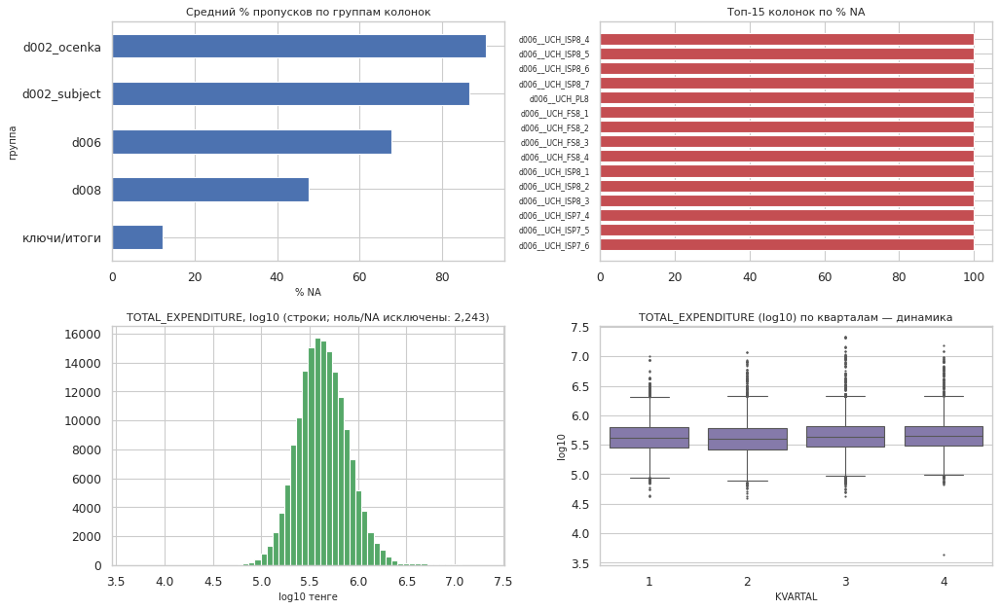 Средний % пропусков по группам колонок
группа
d002_ocenka
d002_subject
d006
d008
ключи/итоги
0 20 40 60 80
% NA
Топ-15 колонок по % NA
d006__UCH_ISP8_4
d006__UCH_ISP8_5
d006__UCH_ISP8_6
d006__UCH_ISP8_7
d006__UCH_PL8
d006__UCH_FS8_1
d006__UCH_FS8_2
d006__UCH_FS8_3
d006__UCH_FS8_4
d006__UCH_ISP8_1
d006__UCH_ISP8_2
d006__UCH_ISP8_3
d006__UCH_ISP7_4
d006__UCH_ISP7_5
d006__UCH_ISP7_6
0 20 40 60 80 100
TOTAL_EXPENDITURE, log10 (строки; ноль/NA исключены: 2,243)
16000
14000
12000
10000
8000
6000
4000
2000
0
3.5 4.0 4.5 5.0 5.5 6.0 6.5 7.0 7.5
log10 тенге
TOTAL_EXPENDITURE (log10) по кварталам — динамика
log10
7.5
7.0
6.5
6.0
5.5
5.0
4.5
4.0
3.5
1 2 3 4
KVARTAL